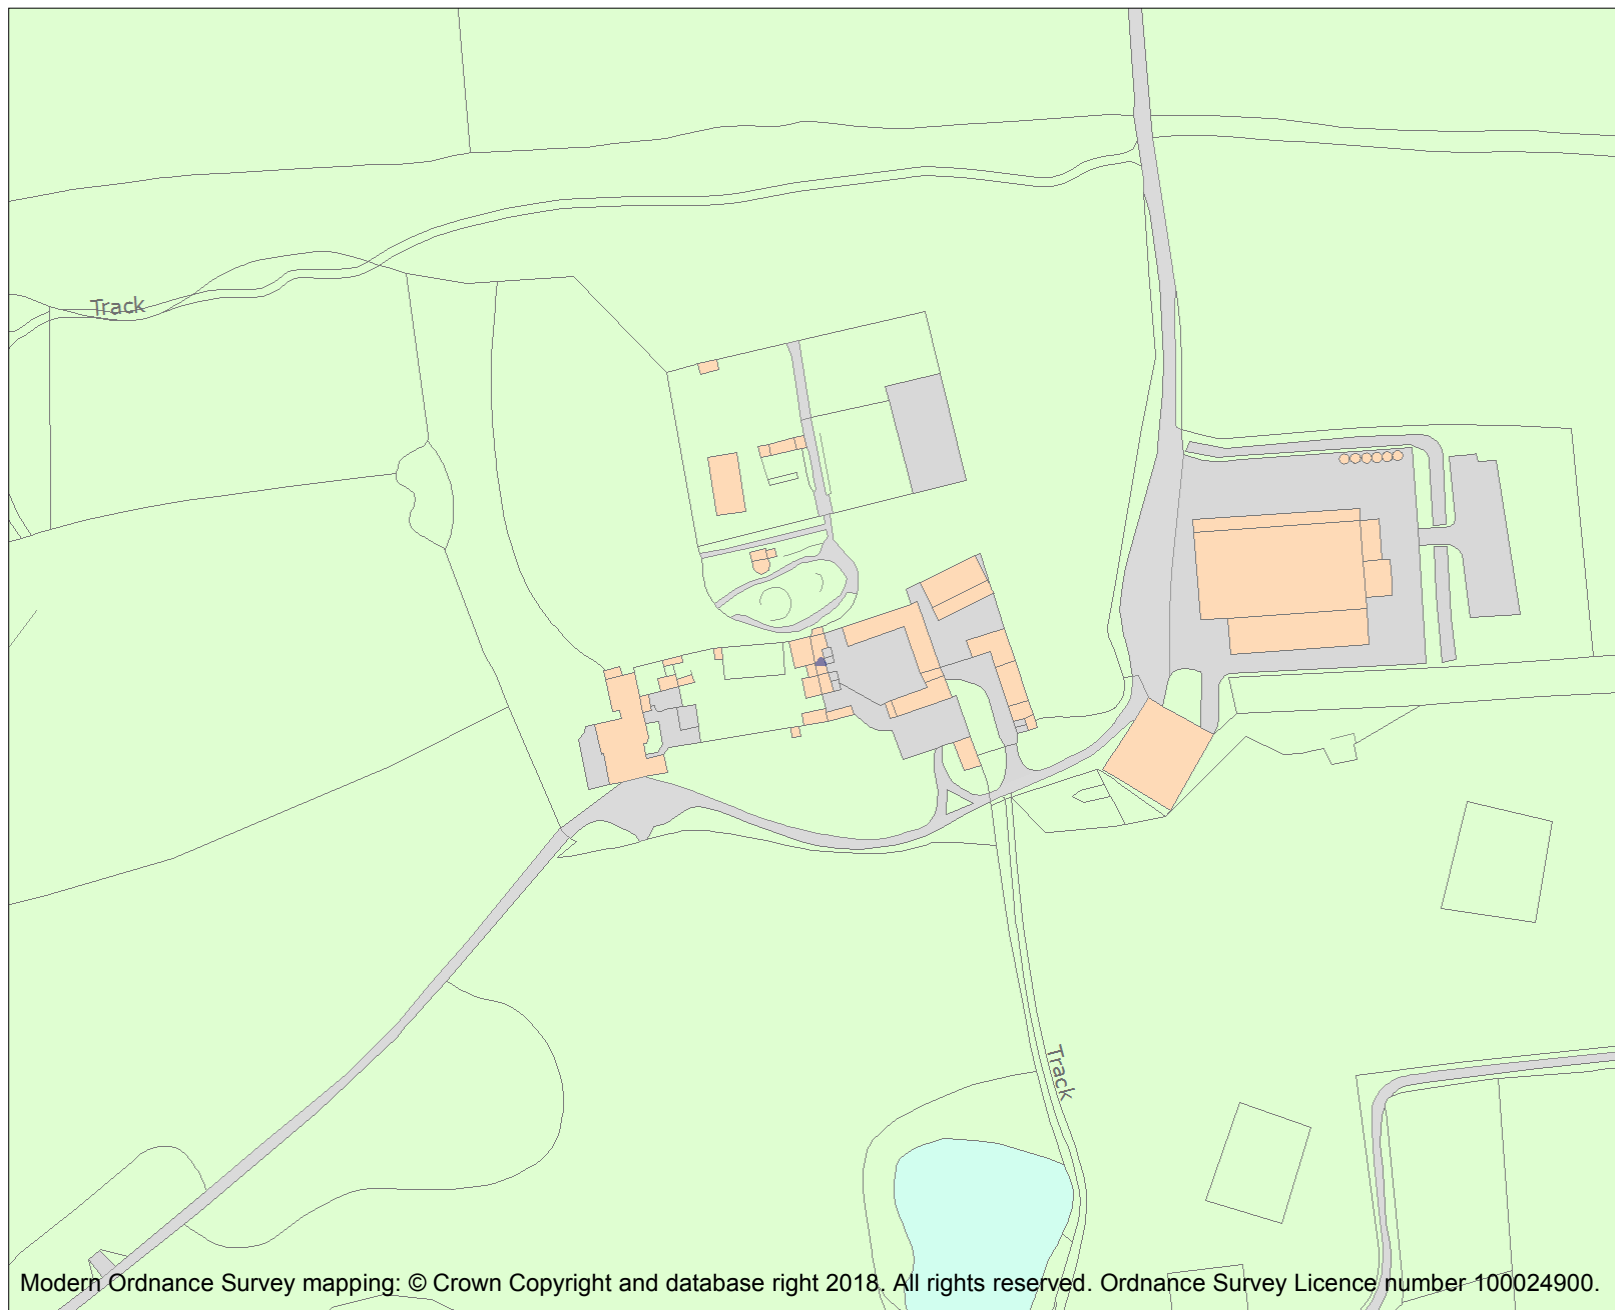 Track
Track
Modern Ordnance Survey mapping: © Crown Copyright and database right 2018. All rights reserved. Ordnance Survey Licence number 100024900.